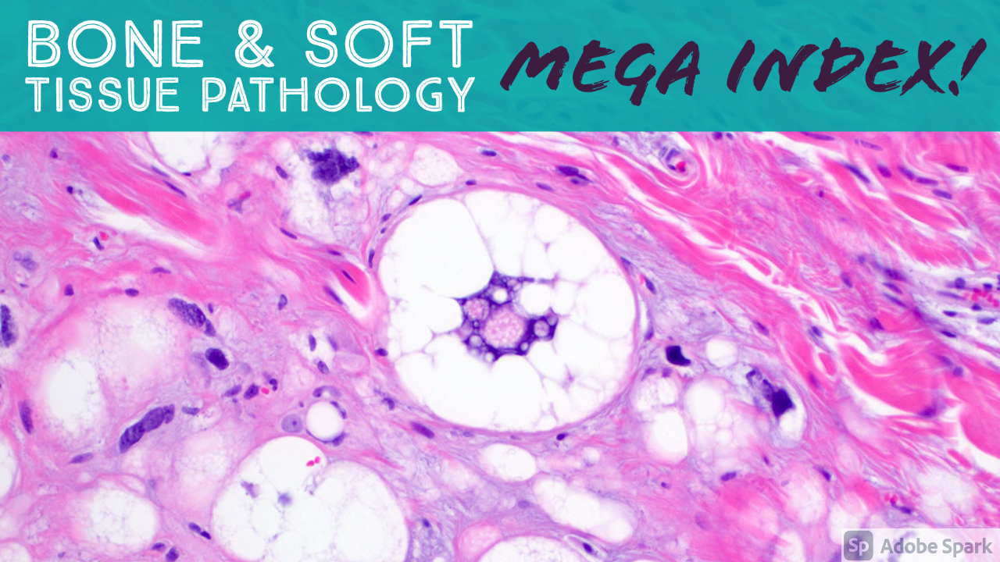 BONE & SOFT
TISSUE PATHOLOGY
MEGA INDEX!
Sp Adobe Spark